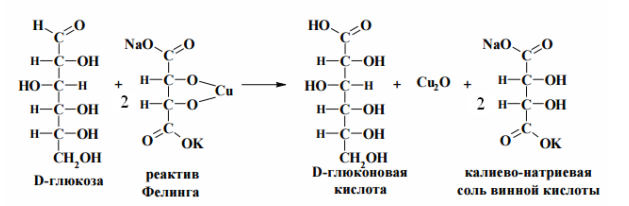 H C O NaO C O HO O C NaO C O
H—C—OH H—C—O H—C—OH H—C—OH
HO—C—H + 2 H—C—O Cu → HO—C—H + Cu₂O + 2 H—C—OH
H—C—OH O C OK H—C—OH O C OK
H—C—OH H—C—OH
CH₂OH CH₂OH
D-глюкоза
реактив
Фелинга
D-глюконовая
кислота
калиево-натриевая
соль винной кислоты